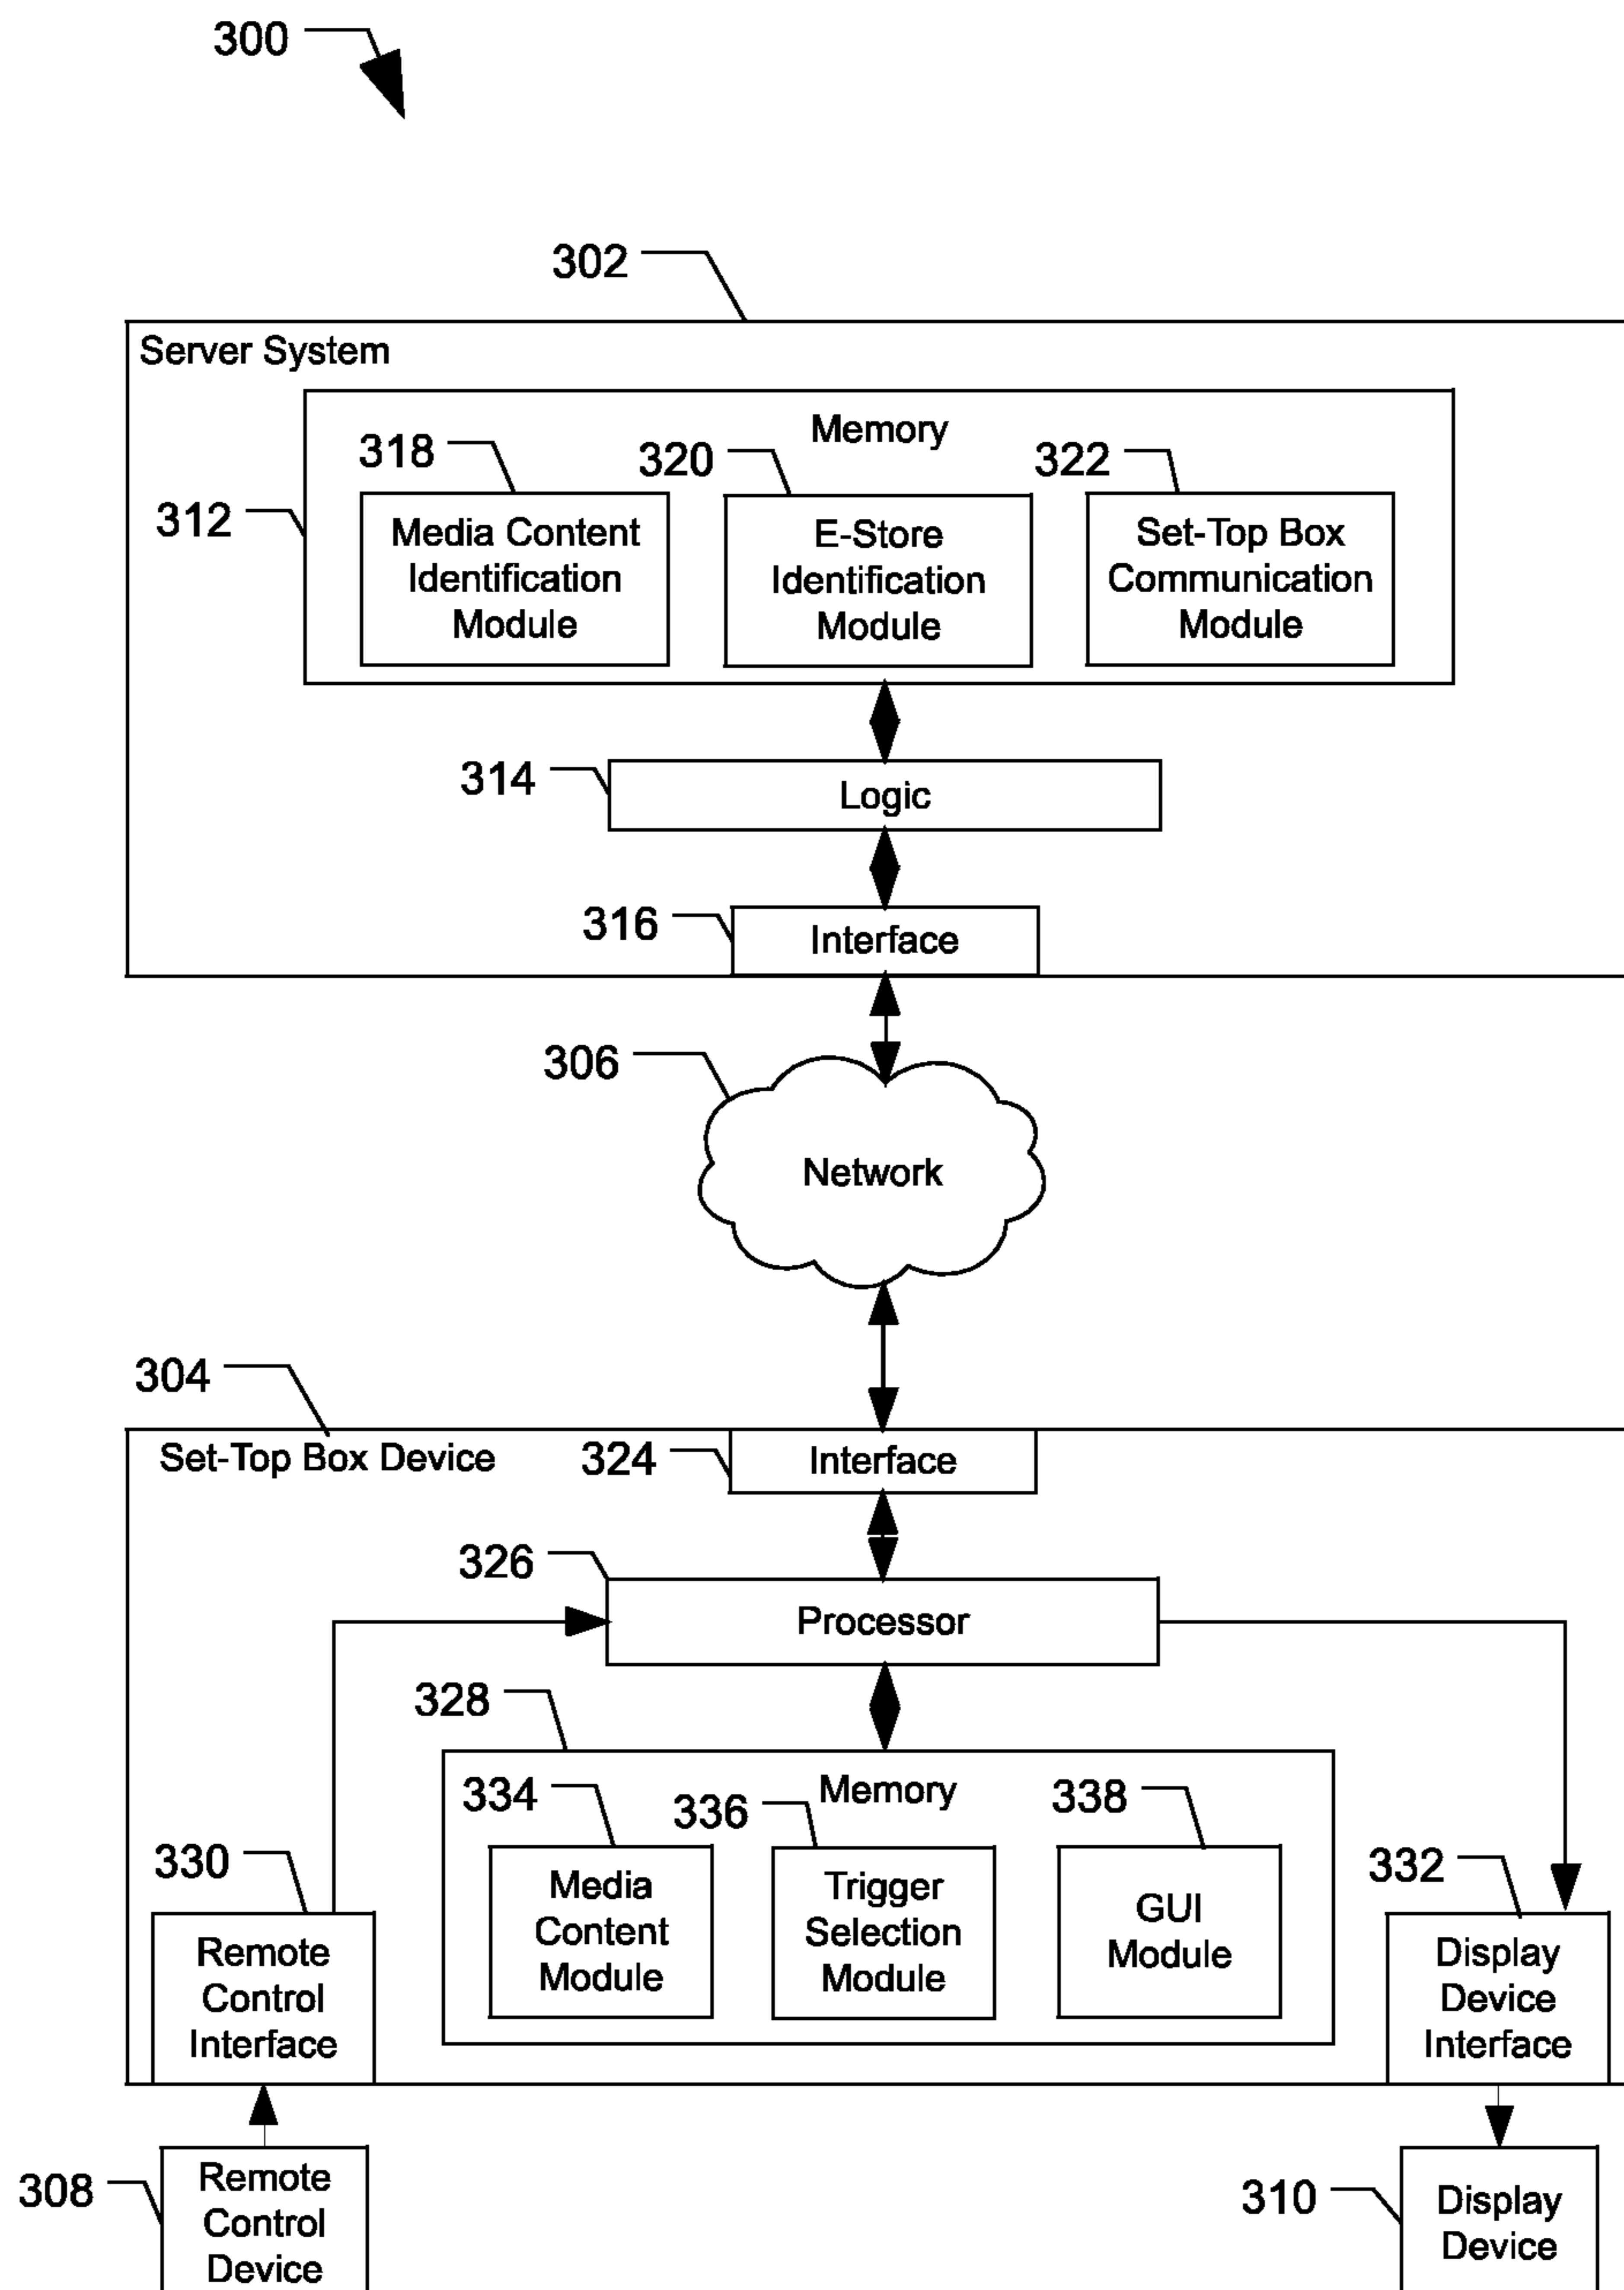 300
302
Server System
Memory
318
320
322
312
Media Content
Identification
Module
E-Store
Identification
Module
Set-Top Box
Communication
Module
314
Logic
316
Interface
306
Network
304
Set-Top Box Device
324
Interface
326
Processor
328
Memory
334
336
338
330
332
Media
Content
Module
Trigger
Selection
Module
GUI
Module
Remote
Control
Interface
Display
Device
Interface
308
Remote
Control
Device
310
Display
Device